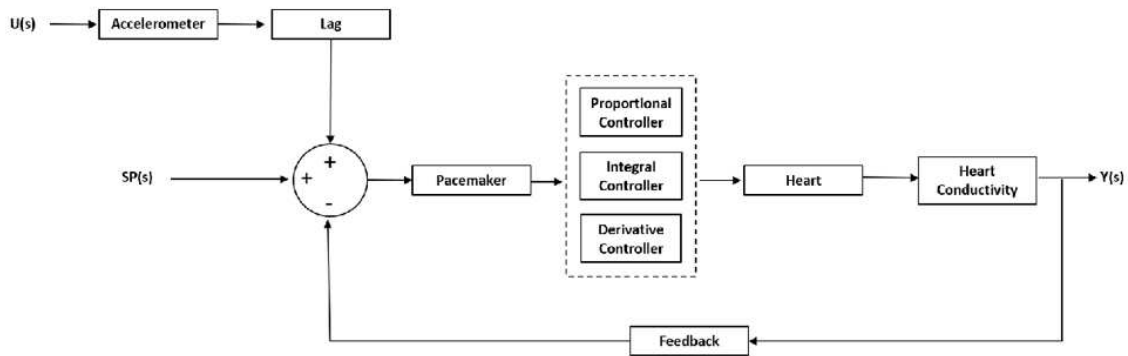 U(s)
Accelerometer
Lag
Proportional
Controller
+
SP(s)
+
-
Pacemaker
Integral
Controller
Heart
Heart
Conductivity
Y(s)
Derivative
Controller
Feedback